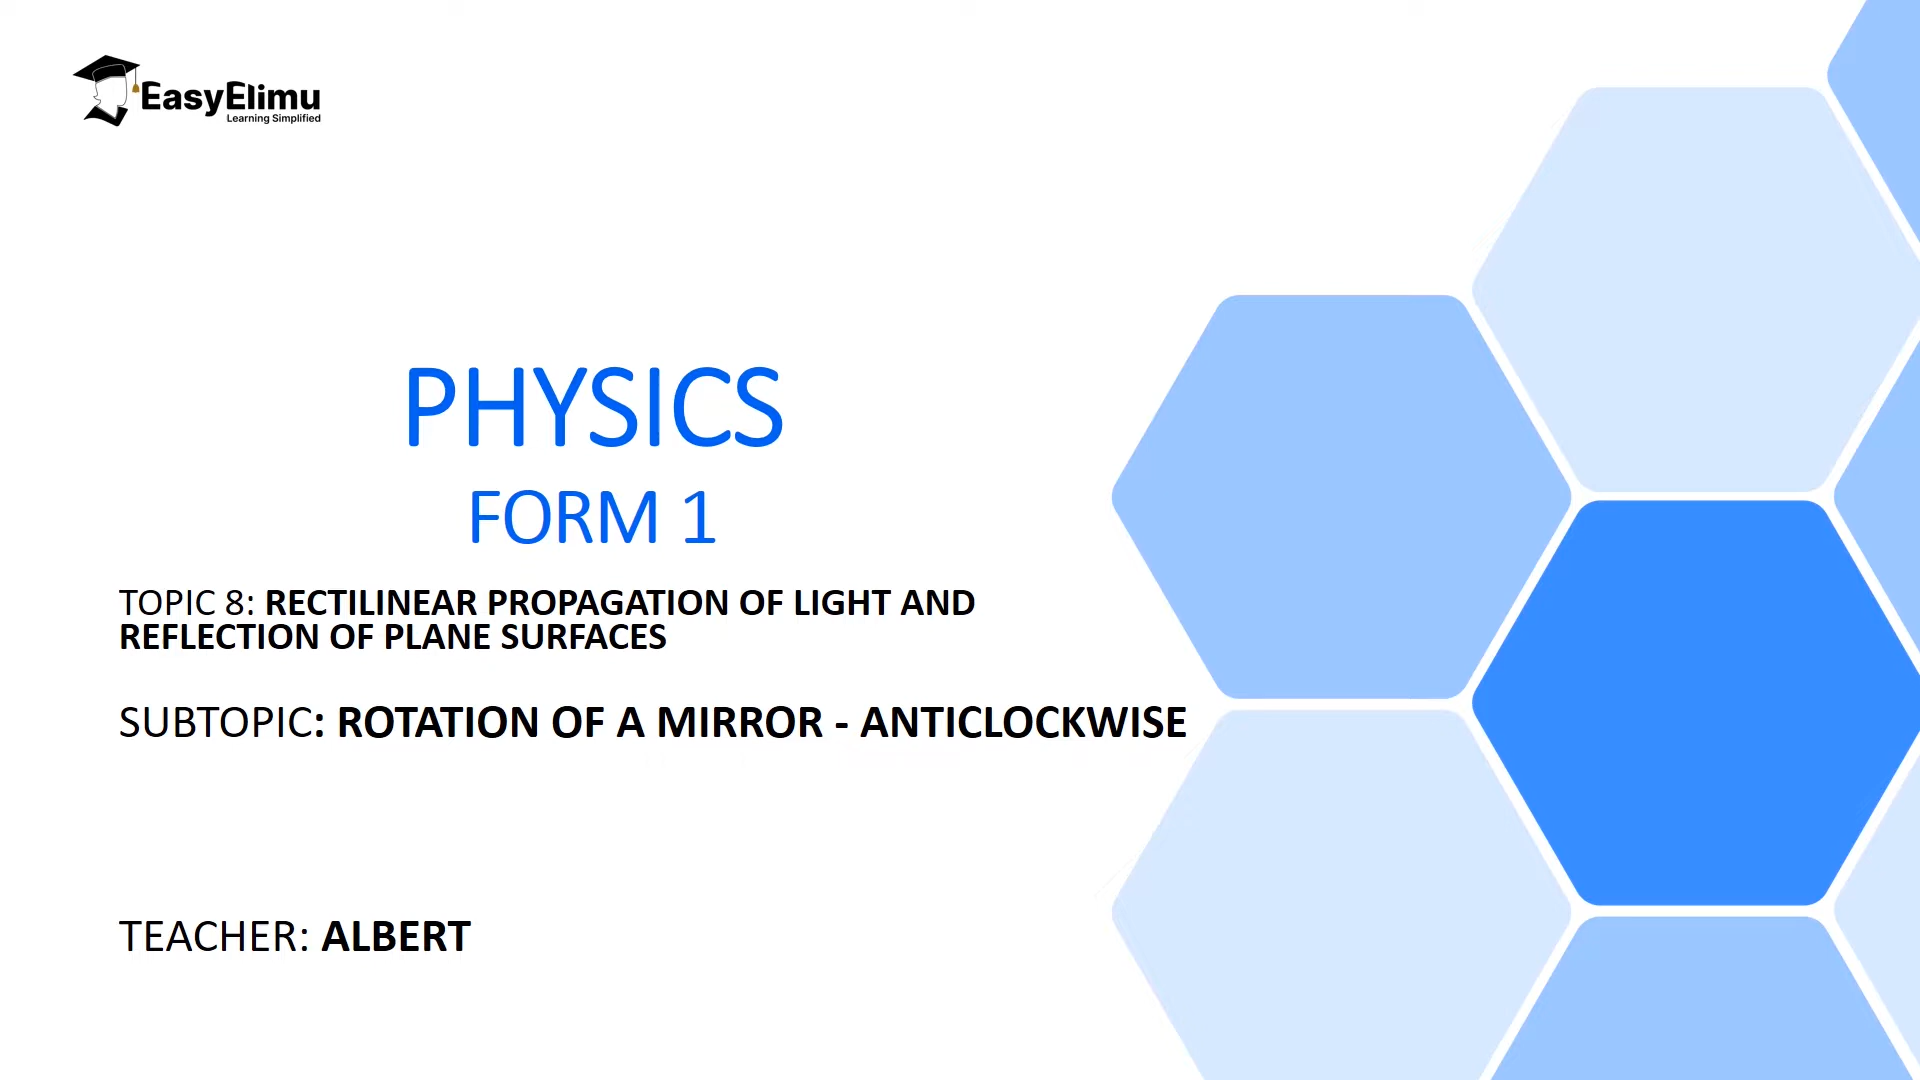 EasyElimu
Learning Simplified
PHYSICS
FORM 1
TOPIC 8: RECTILINEAR PROPAGATION OF LIGHT AND
REFLECTION OF PLANE SURFACES
SUBTOPIC: ROTATION OF A MIRROR - ANTICLOCKWISE
TEACHER: ALBERT